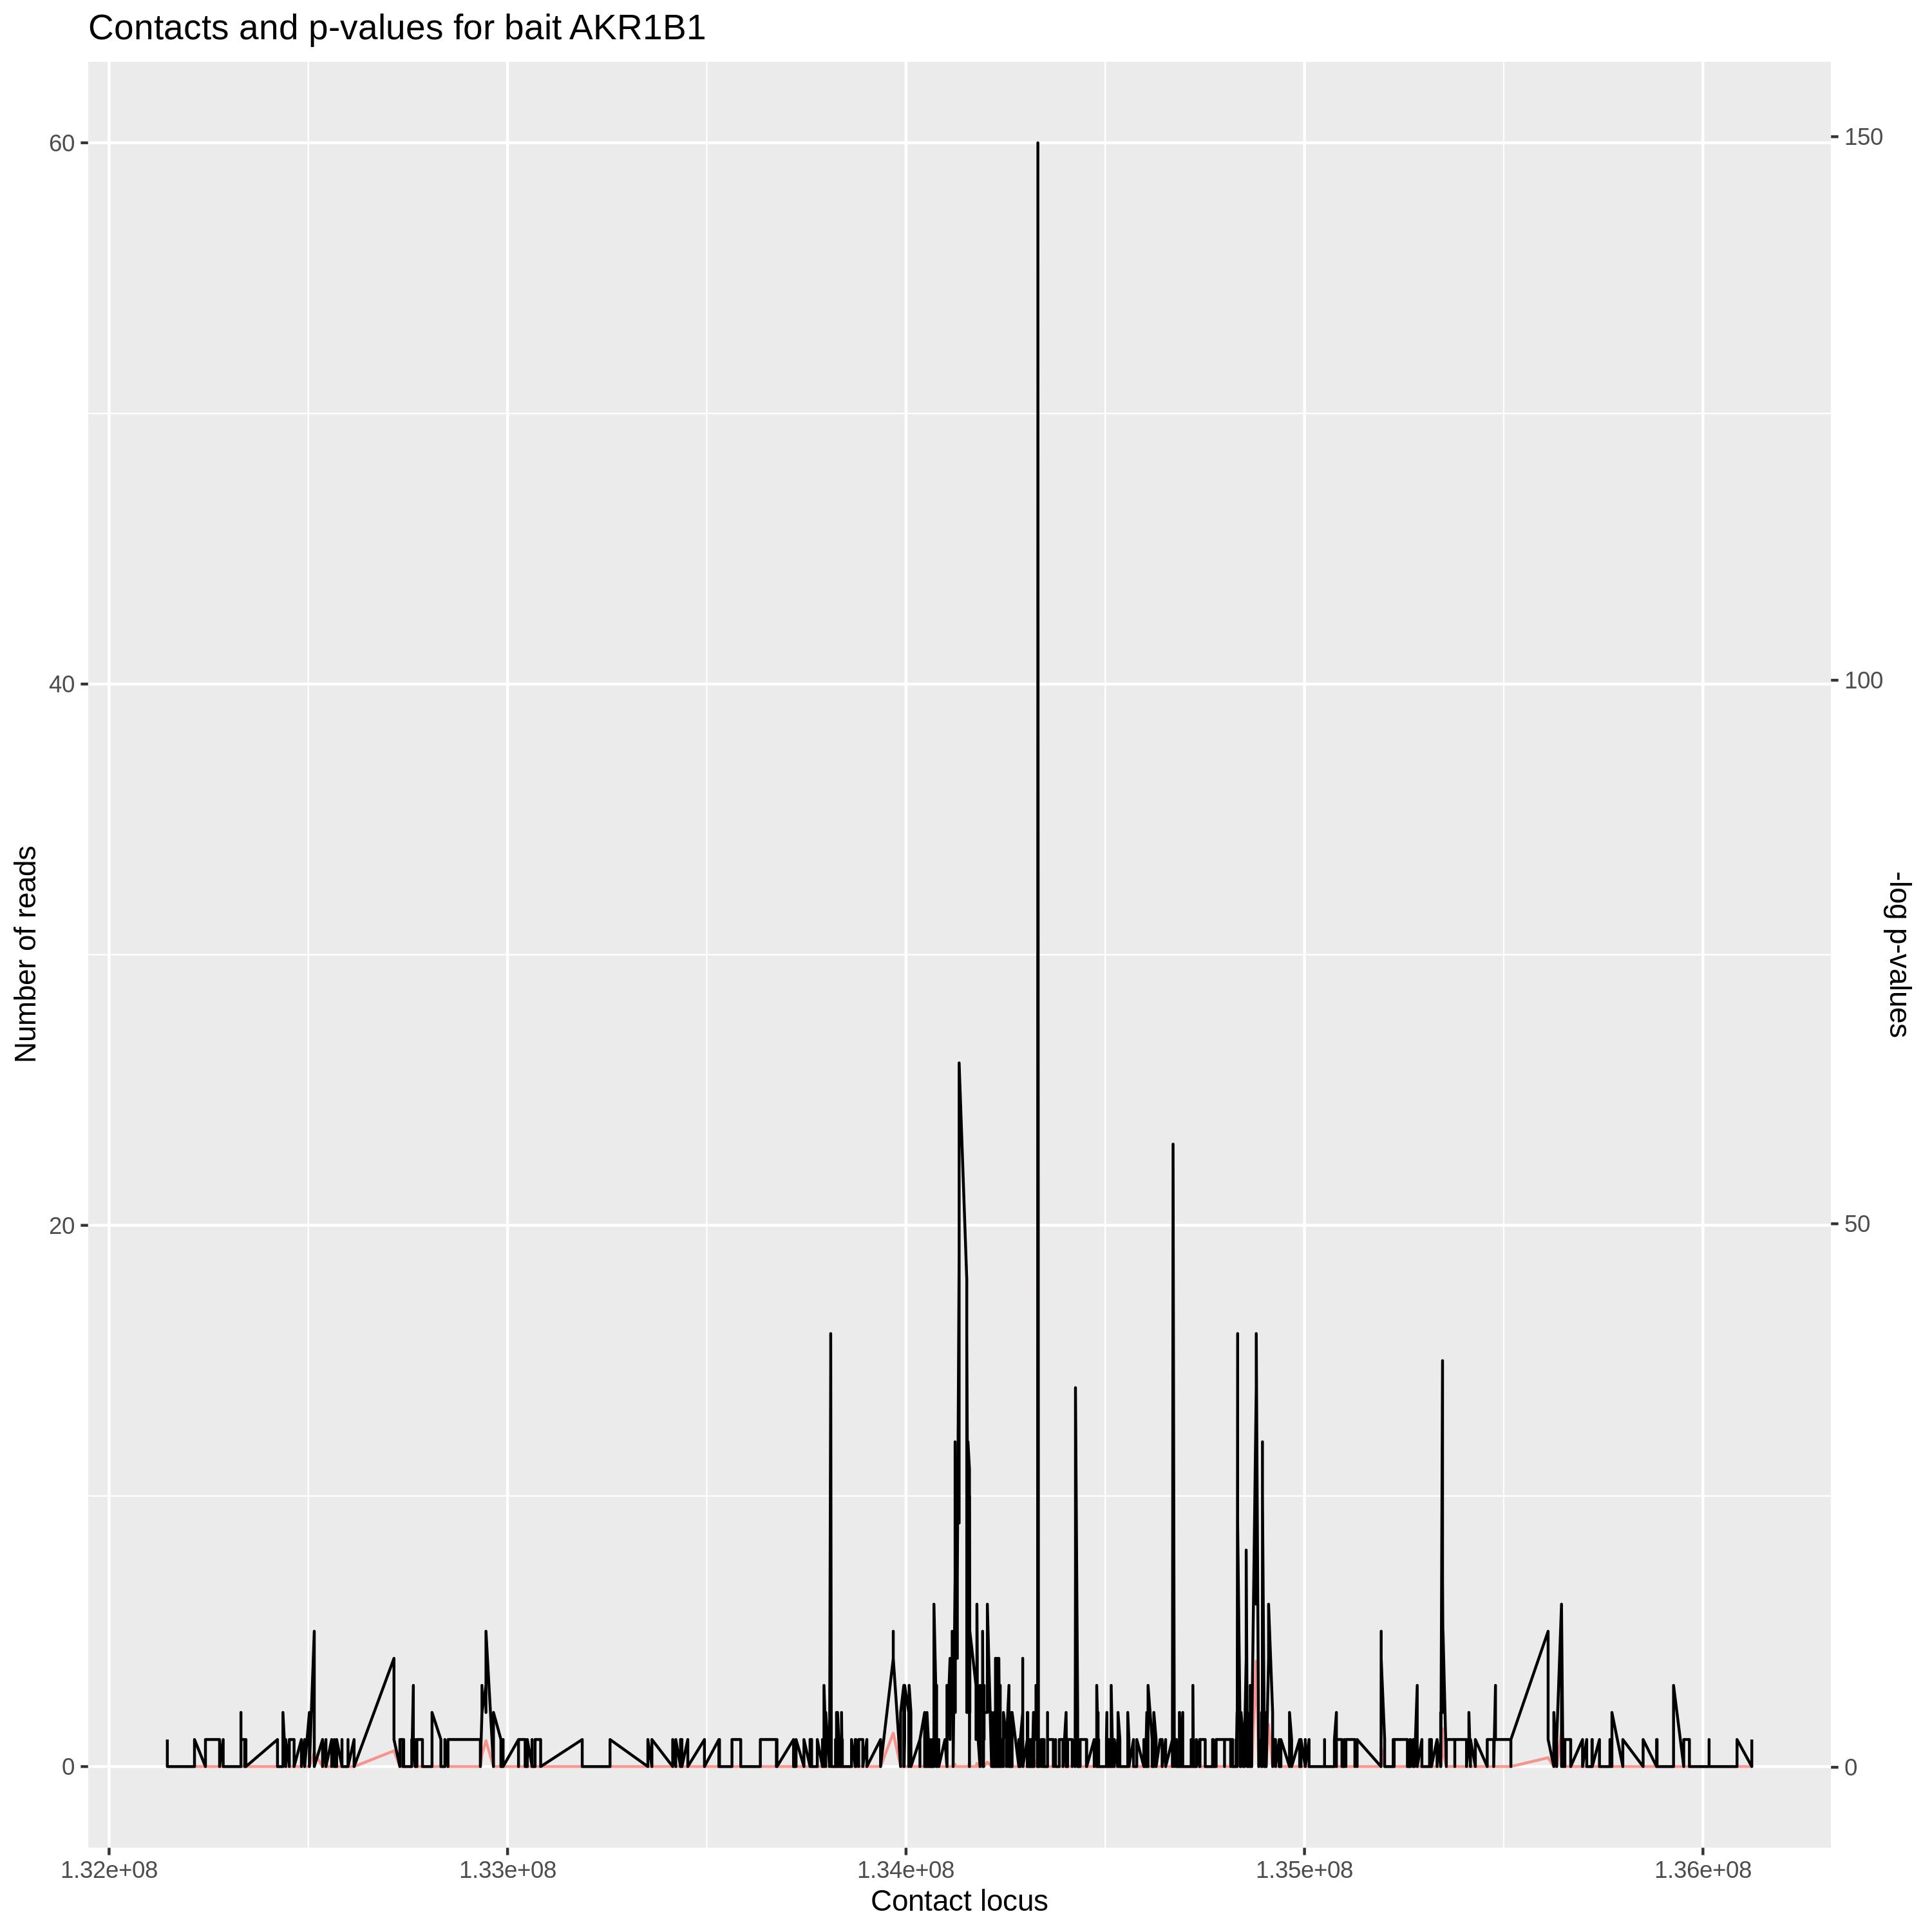 Contacts and p-values for bait AKR1B1
60
40
20
0
150
100
50
0
Number of reads
-log p-values
1.32e+08
1.33e+08
1.34e+08
1.35e+08
1.36e+08
Contact locus